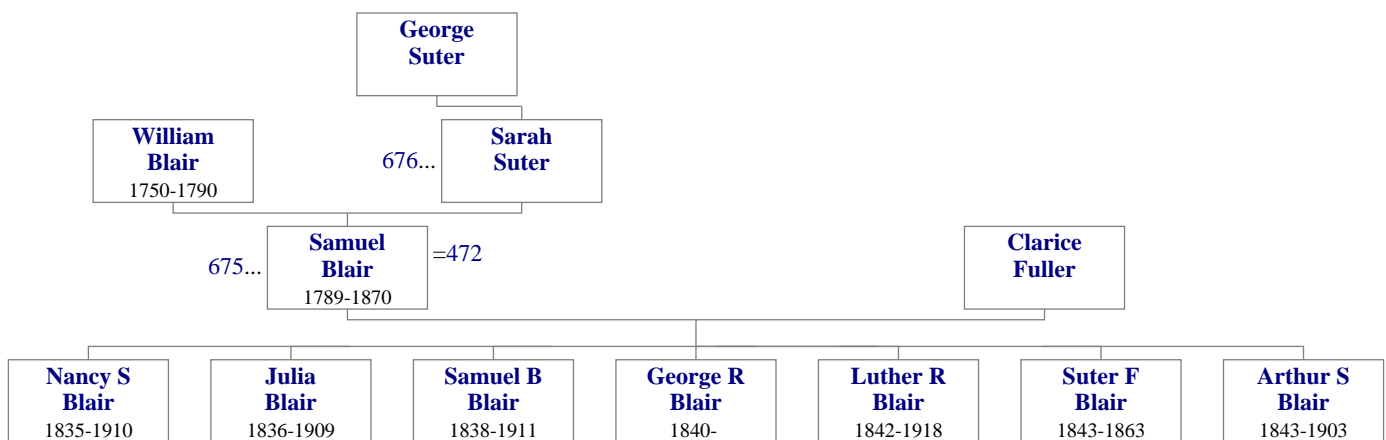 George
Suter
William
Blair
1750-1790
676...
Sarah
Suter
675...
Samuel
Blair
1789-1870
=472
Clarice
Fuller
Nancy S
Blair
1835-1910
Julia
Blair
1836-1909
Samuel B
Blair
1838-1911
George R
Blair
1840-
Luther R
Blair
1842-1918
Suter F
Blair
1843-1863
Arthur S
Blair
1843-1903